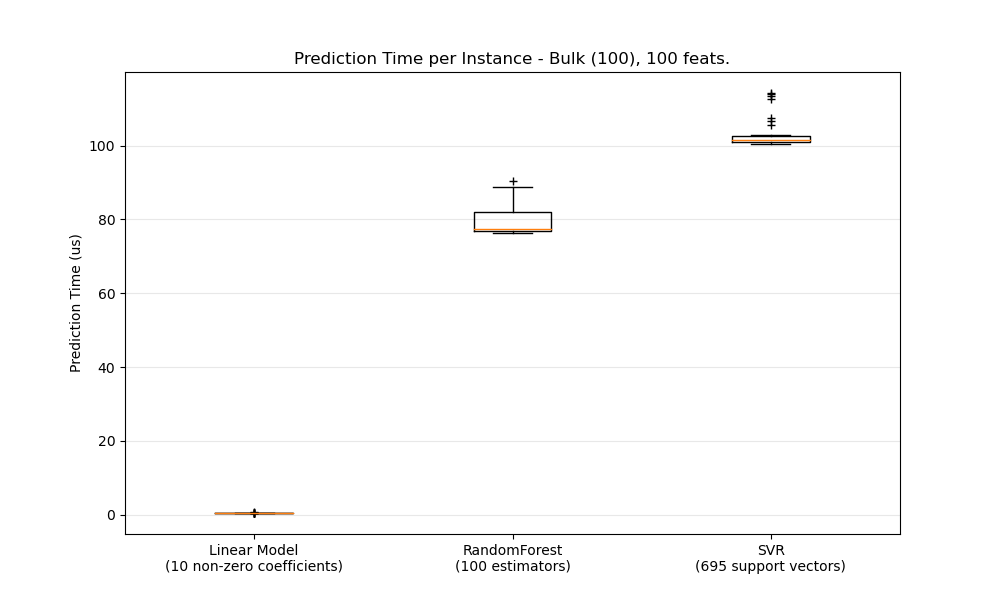 Prediction Time per Instance - Bulk (100), 100 feats.
Prediction Time (us)
100
80
60
40
20
0
Linear Model
(10 non-zero coefficients)
RandomForest
(100 estimators)
SVR
(695 support vectors)